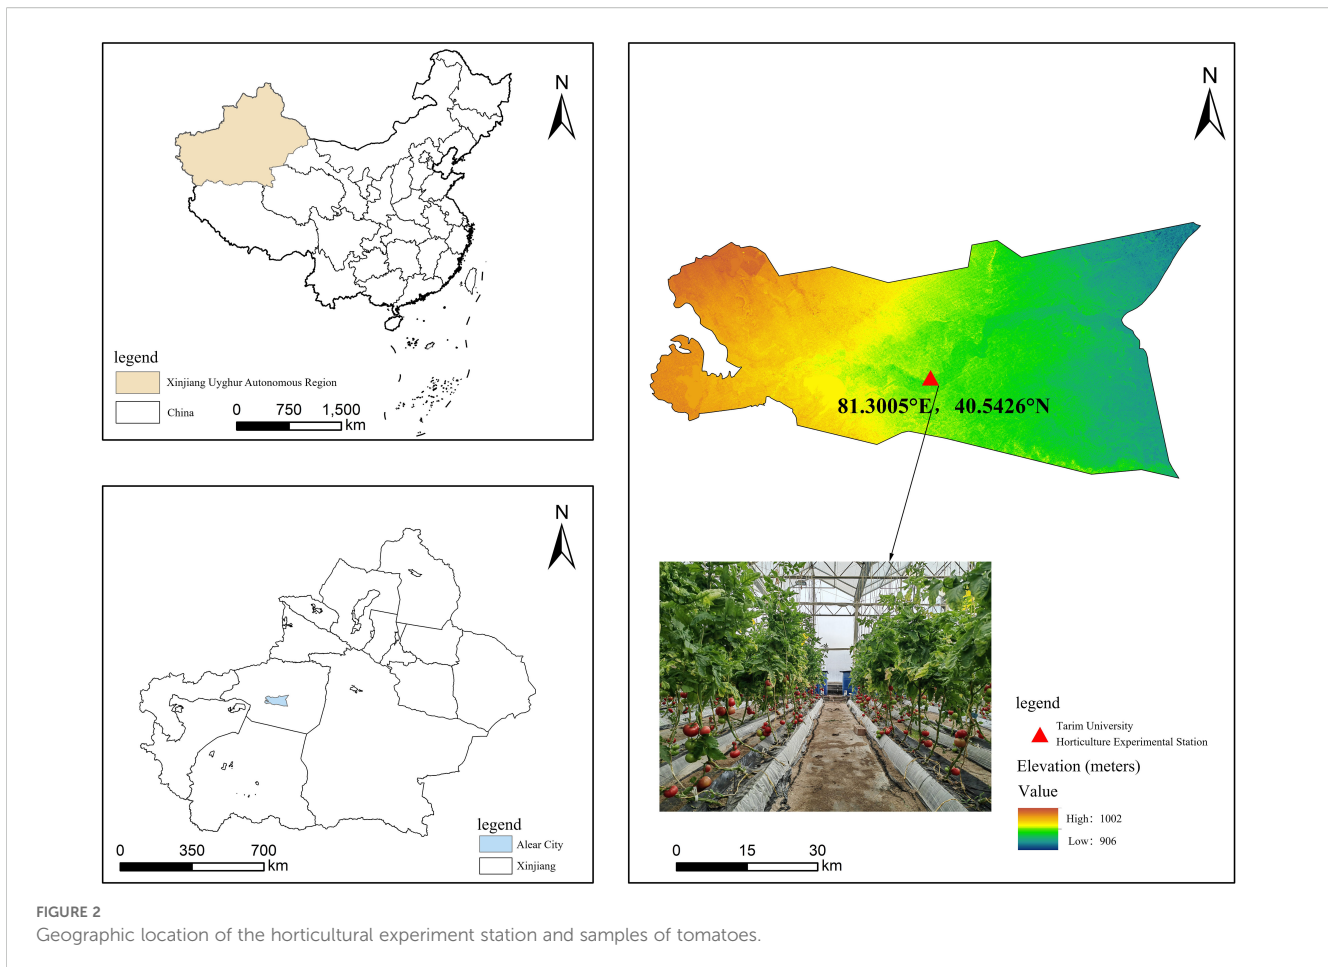 N
legend
Xinjiang Uyghur Autonomous Region
China
0 750 1,500
km
N
legend
Alear City
Xinjiang
0 350 700
km
N
81.3005°E，40.5426°N
legend
Tarim University
Horticulture Experimental Station
Elevation (meters)
Value
High：1002
Low：906
0 15 30
km
FIGURE 2
Geographic location of the horticultural experiment station and samples of tomatoes.